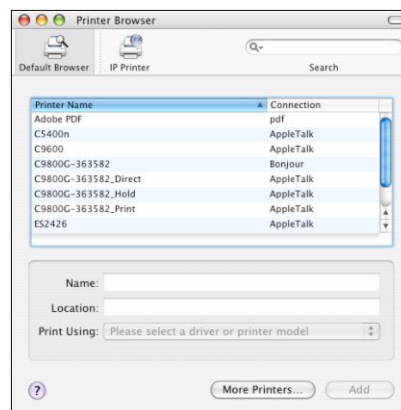 Printer Browser
Default Browser
IP Printer
Search
Printer Name Connection
Adobe PDF pdf
C5400n AppleTalk
C9600 AppleTalk
C9800G-363582 Bonjour
C9800G-363582_Direct AppleTalk
C9800G-363582_Hold AppleTalk
C9800G-363582_Print AppleTalk
ES2426 AppleTalk
Name:
Location:
Print Using: Please select a driver or printer model
? More Printers... Add